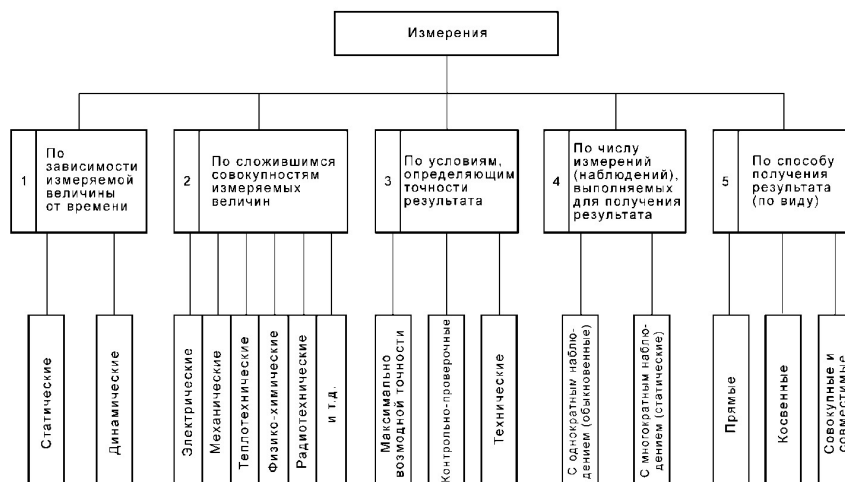 Измерения
1
По
зависимости
измеряемой
величины
от времени
2
По сложившимся
совокупностям
измеряемых
величин
3
По условиям,
определяющим
точности
результата
4
По числу
измерений
(наблюдений),
выполняемых
для получения
результата
5
По способу
получения
результата
(по виду)
Статические
Динамические
Электрические
Механические
Теплотехнические
Физико-химические
Радиотехнические
и т.д.
Максимально
возмодной точности
Контрольно-проверочные
Технические
С однократным наблю-
дением (обыкновенные)
С многократным наблю-
дением (статические)
Прямые
Косвенные
Совокупные и
совместимые